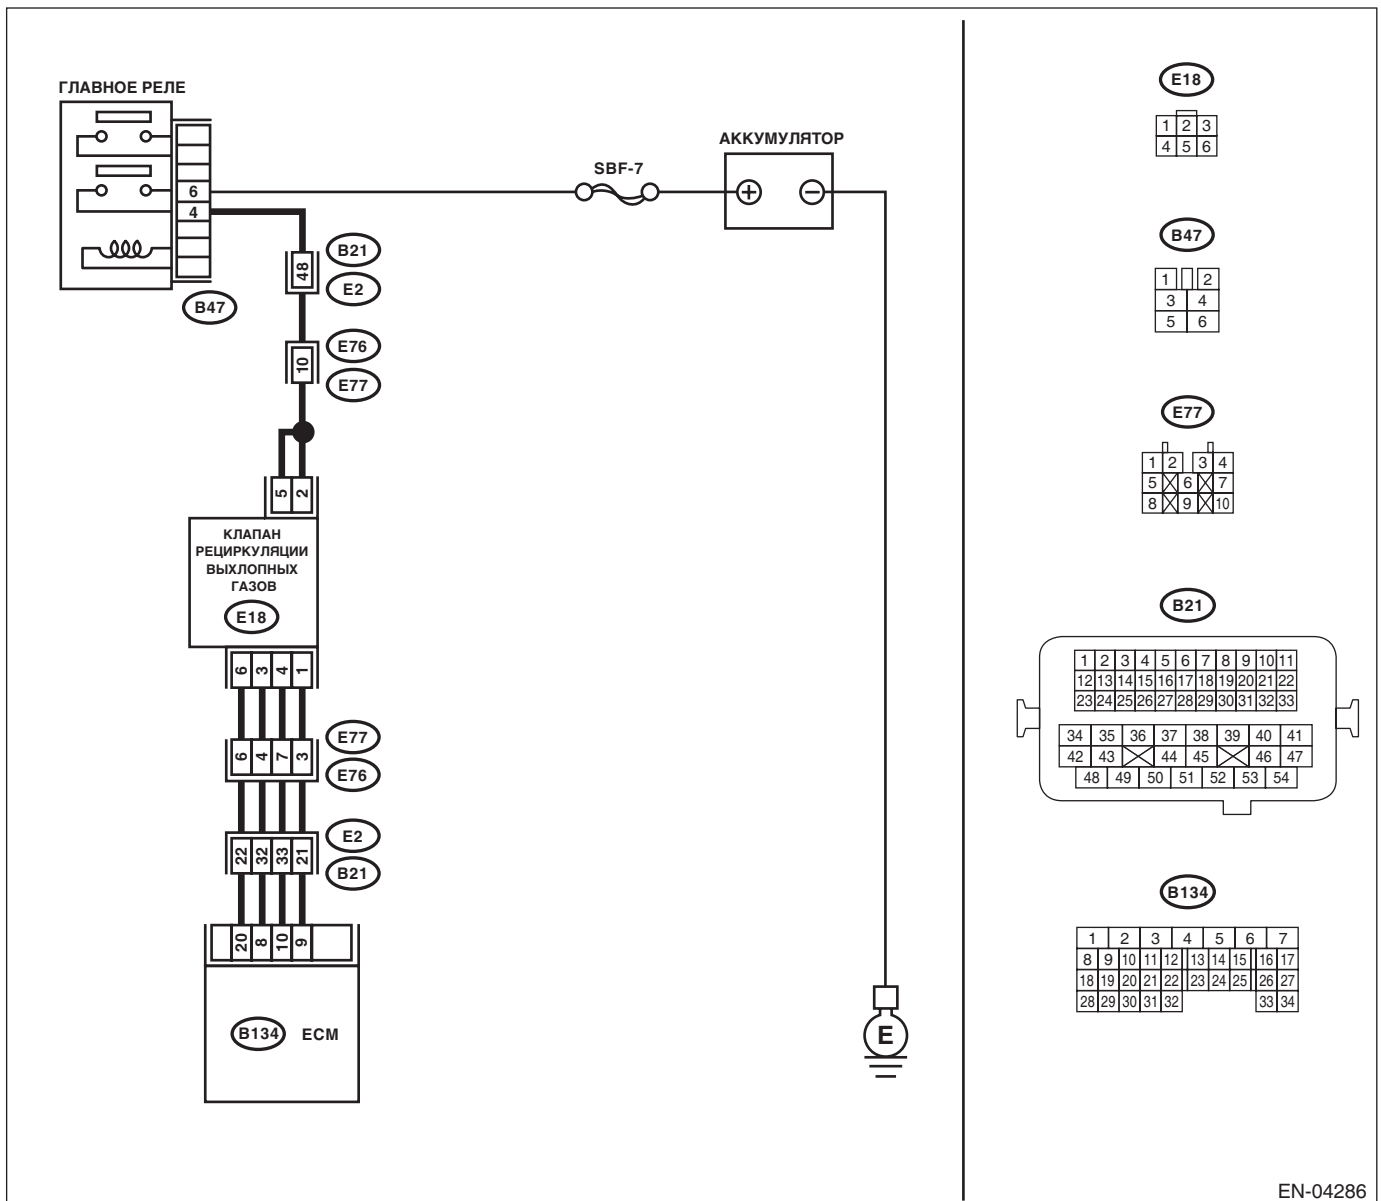 ГЛАВНОЕ РЕЛЕ
6
4
B47
SBF-7
АККУМУЛЯТОР
+
−
48
B21
E2
10
E76
E77
5 2
КЛАПАН
РЕЦИРКУЛЯЦИИ
ВЫХЛОПНЫХ
ГАЗОВ
E18
6 3 4 1
6 4 7 3
E77
E76
22 32 33 21
E2
B21
20 8 10 9
B134 ECM
E
E18
1 2 3
4 5 6
B47
1 2
3 4
5 6
E77
1 2 3 4
5 6 7
8 9 10
B21
1 2 3 4 5 6 7 8 9 10 11
12 13 14 15 16 17 18 19 20 21 22
23 24 25 26 27 28 29 30 31 32 33
34 35 36 37 38 39 40 41
42 43 44 45 46 47
48 49 50 51 52 53 54
B134
1 2 3 4 5 6 7
8 9 10 11 12 13 14 15 16 17
18 19 20 21 22 23 24 25 26 27
28 29 30 31 32 33 34
EN-04286